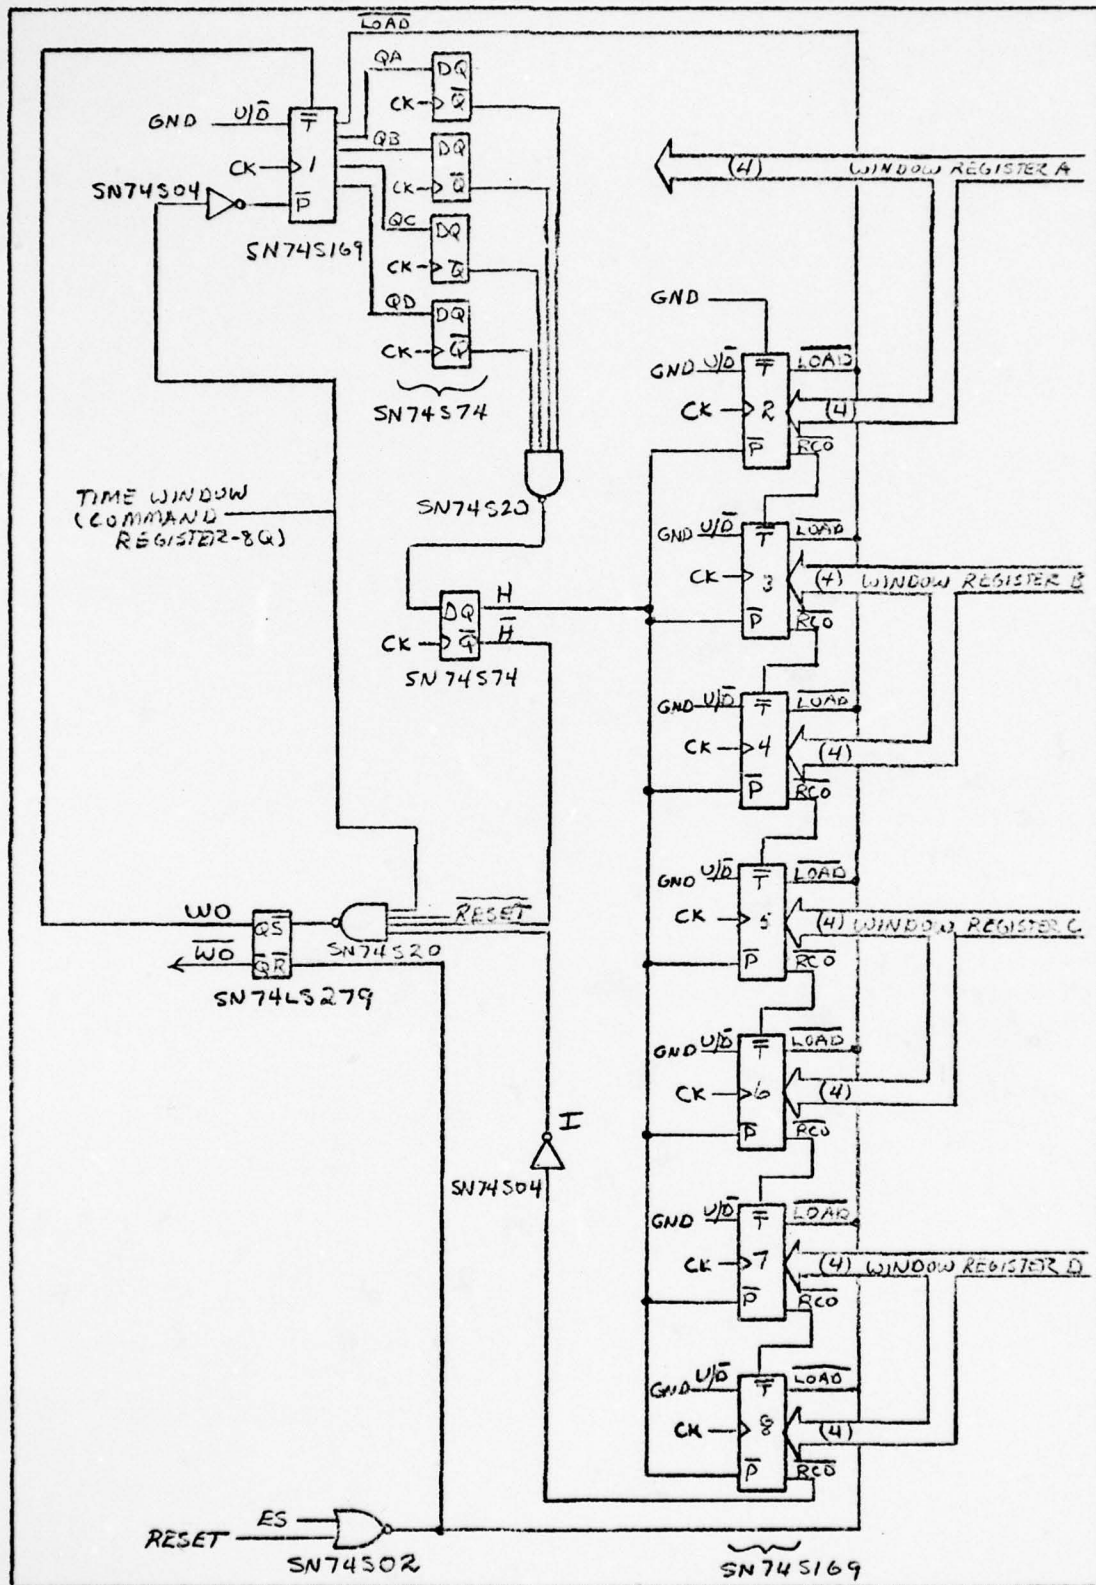 LOAD
QA
DQ
CK Q
GND U/D T
QB
DQ
CK 1
CK Q
SN74S04
P
QC
DQ
SN74S169
CK Q
QD
DQ
CK Q
SN74S74
(4) WINDOW REGISTER A
GND
GND U/D T LOAD
CK 2 (4)
P RCO
TIME WINDOW
(COMMAND
REGISTER-8Q)
SN74S20
GND U/D T LOAD
CK 3 (4) WINDOW REGISTER B
P RCO
DQ H
CK Q H
SN74S74
GND U/D T LOAD
CK 4 (4)
P RCO
GND U/D T LOAD
CK 5 (4) WINDOW REGISTER C
P RCO
WO QS RESET
SN74S20
WO QR
SN74LS279
GND U/D T LOAD
CK 6 (4)
P RCO
I
SN74S04
GND U/D T LOAD
CK 7 (4) WINDOW REGISTER D
P RCO
GND U/D T LOAD
CK 8 (4)
P RCO
ES
RESET
SN74S02
SN74S169